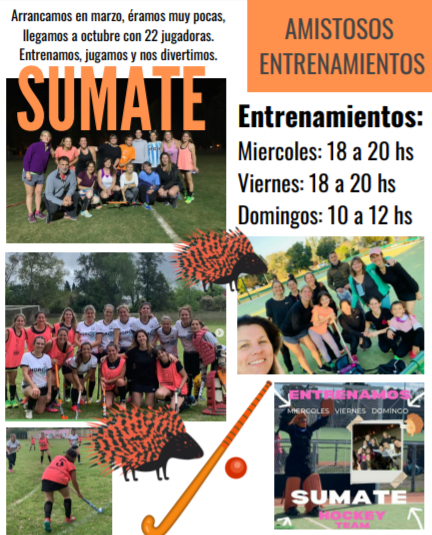 Arrancamos en marzo, éramos muy pocas,
llegamos a octubre con 22 jugadoras.
Entrenamos, jugamos y nos divertimos.
SUMATE
AMISTOSOS
ENTRENAMIENTOS
Entrenamientos:
Miercoles: 18 a 20 hs
Viernes: 18 a 20 hs
Domingos: 10 a 12 hs
ENTRENAMOS
MIERCOLES VIERNES DOMINGO
SUMATE
HOCKEY
TEAM